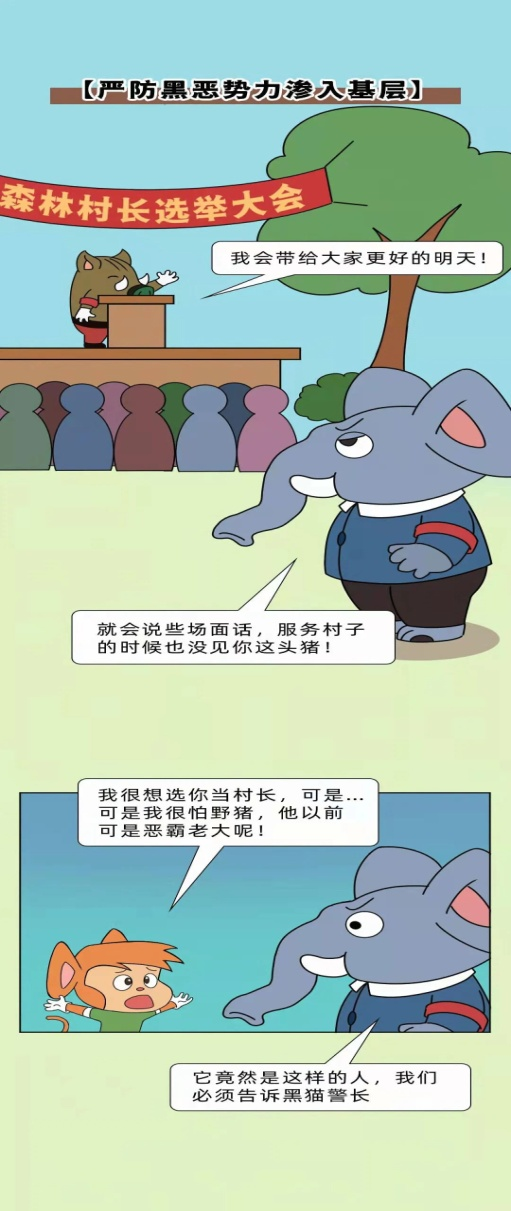 【严防黑恶势力渗入基层】
森林村长选举大会
我会带给大家更好的明天！
就会说些场面话，服务村子
的时候也没见你这头猪！
我很想选你当村长，可是...
可是我很怕野猪，他以前
可是恶霸老大呢！
它竟然是这样的人，我们
必须告诉黑猫警长